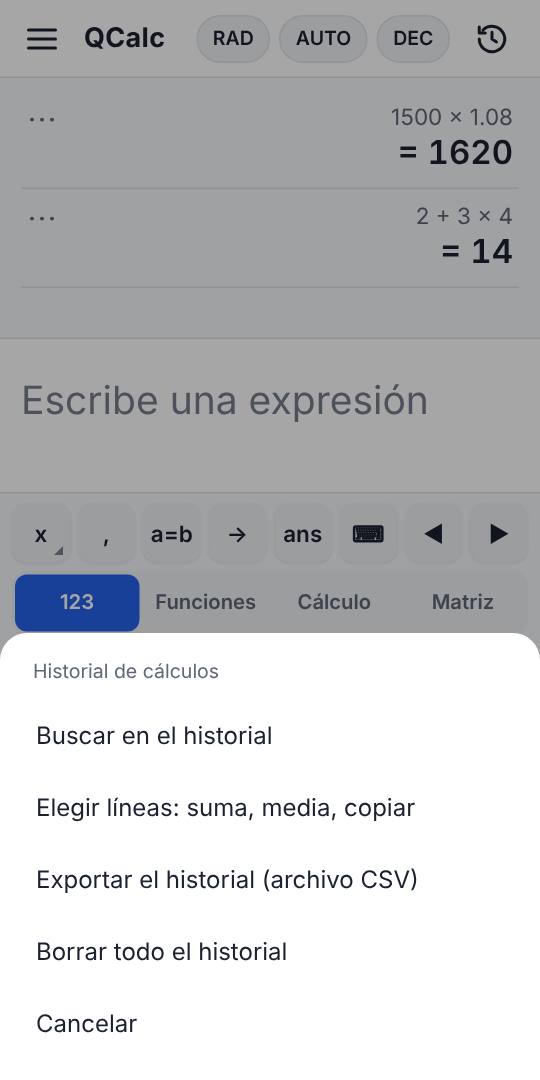 QCalc RAD AUTO DEC
... 1500 × 1.08
= 1620
... 2 + 3 × 4
= 14
Escribe una expresión
x , a=b → ans ⌨ ◀ ▶
123 Funciones Cálculo Matriz
Historial de cálculos
Buscar en el historial
Elegir líneas: suma, media, copiar
Exportar el historial (archivo CSV)
Borrar todo el historial
Cancelar